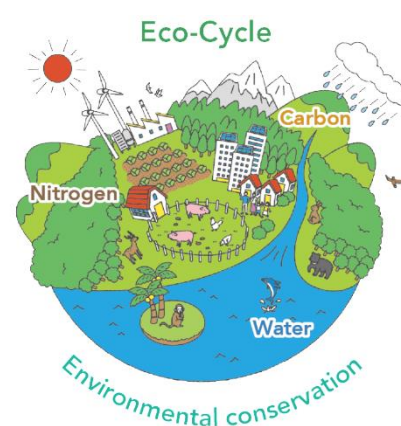 Eco-Cycle
Carbon
Nitrogen
Water
Environmental conservation